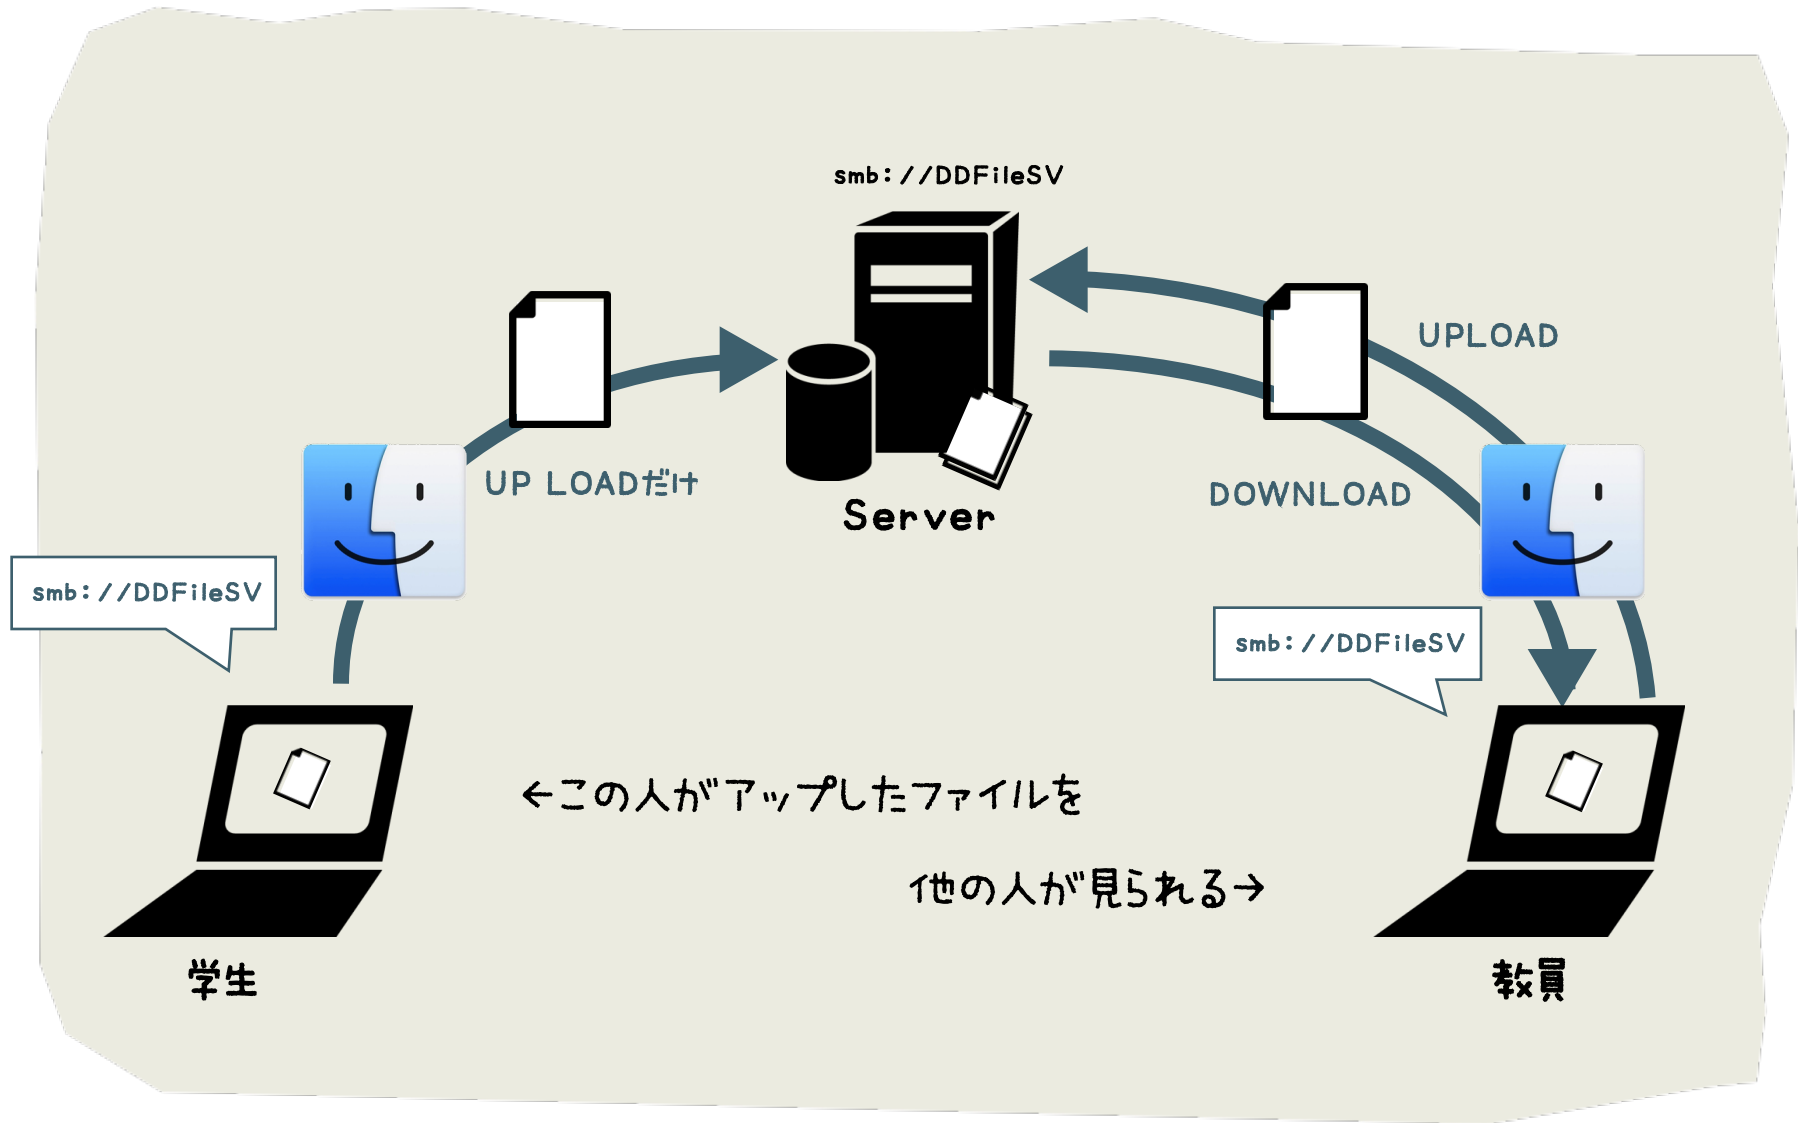 smb://DDFileSV
UPLOAD
UP LOADだけ
Server
DOWNLOAD
smb://DDFileSV
smb://DDFileSV
←この人がアップしたファイルを
他の人が見られる→
学生
教員